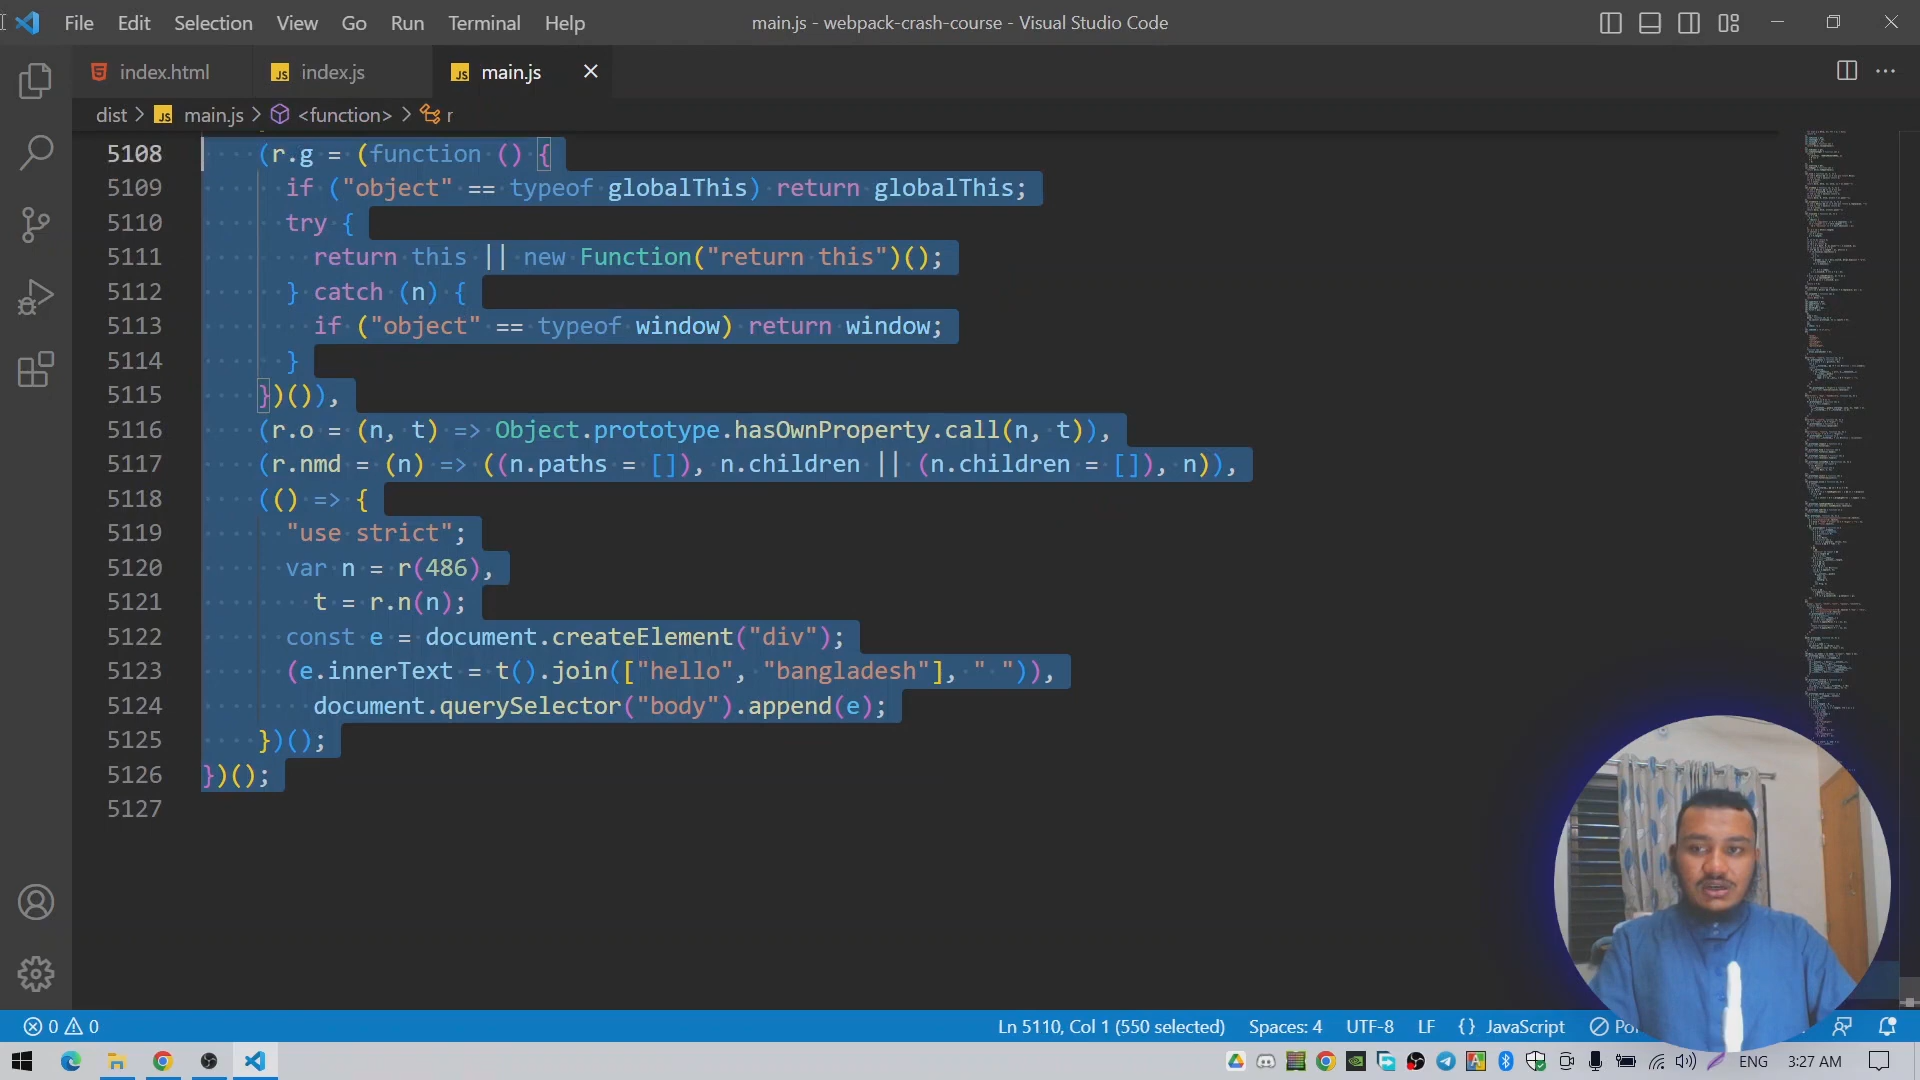 File Edit Selection View Go Run Terminal Help
main.js - webpack-crash-course - Visual Studio Code
index.html
JS index.js
JS main.js
dist > JS main.js > <function> > r
5108 (r.g = (function () {
5109 if ("object" == typeof globalThis) return globalThis;
5110 try {
5111 return this || new Function("return this")();
5112 } catch (n) {
5113 if ("object" == typeof window) return window;
5114 }
5115 })()),
5116 (r.o = (n, t) => Object.prototype.hasOwnProperty.call(n, t)),
5117 (r.nmd = (n) => ((n.paths = []), n.children || (n.children = []), n)),
5118 (() => {
5119 "use strict";
5120 var n = r(486),
5121 t = r.n(n);
5122 const e = document.createElement("div");
5123 (e.innerText = t().join(["hello", "bangladesh"], " ")),
5124 document.querySelector("body").append(e);
5125 })();
5126 })();
5127
0 0
Ln 5110, Col 1 (550 selected) Spaces: 4 UTF-8 LF {} JavaScript
ENG 3:27 AM